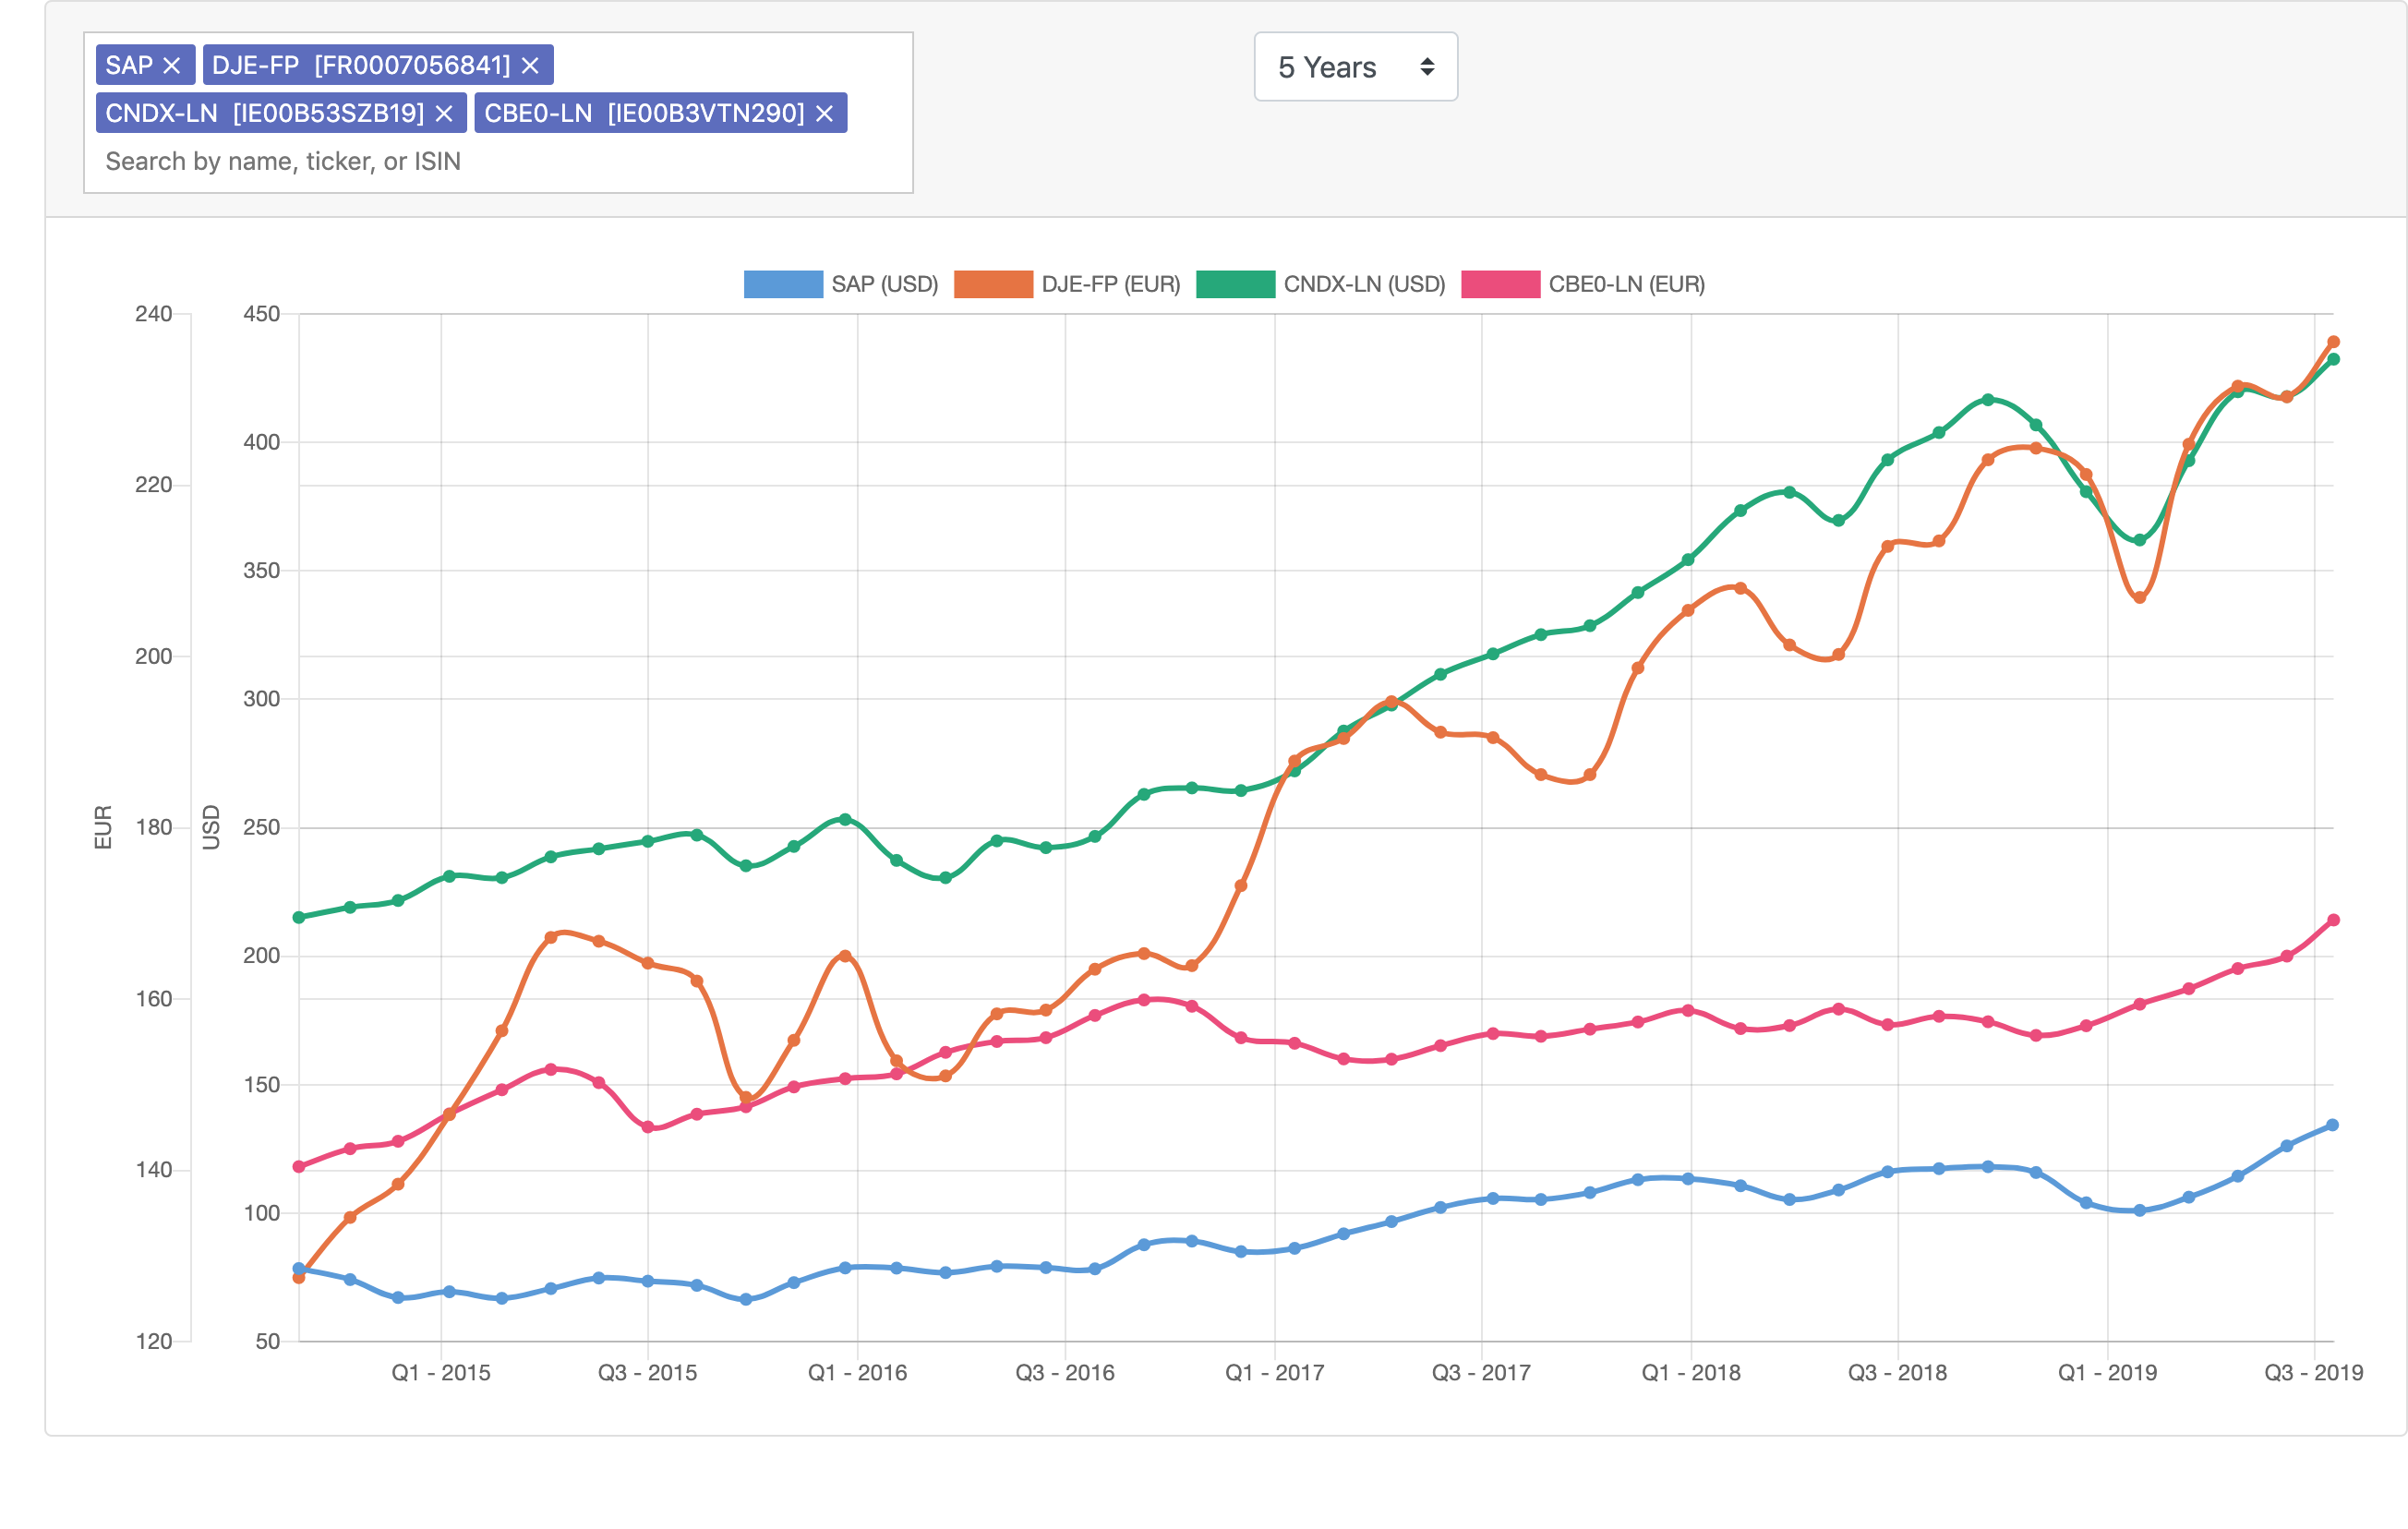 SAP × DJE-FP [FR0007056841] ×
CNDX-LN [IE00B53SZB19] × CBE0-LN [IE00B3VTN290] ×
Search by name, ticker, or ISIN
5 Years
SAP (USD) DJE-FP (EUR) CNDX-LN (USD) CBE0-LN (EUR)
EUR
240
220
200
180
160
140
120
USD
450
400
350
300
250
200
150
100
50
Q1 - 2015 Q3 - 2015 Q1 - 2016 Q3 - 2016 Q1 - 2017 Q3 - 2017 Q1 - 2018 Q3 - 2018 Q1 - 2019 Q3 - 2019